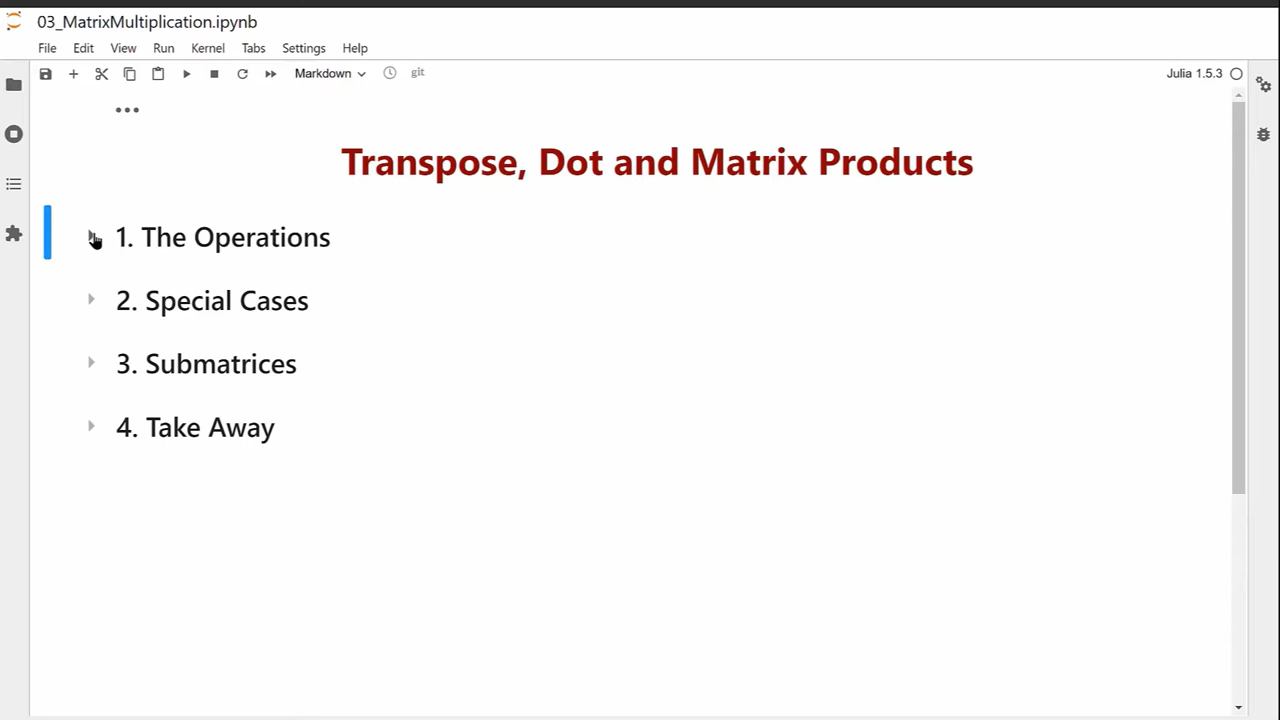 03_MatrixMultiplication.ipynb
File Edit View Run Kernel Tabs Settings Help
Markdown git Julia 1.5.3
Transpose, Dot and Matrix Products
1. The Operations
2. Special Cases
3. Submatrices
4. Take Away